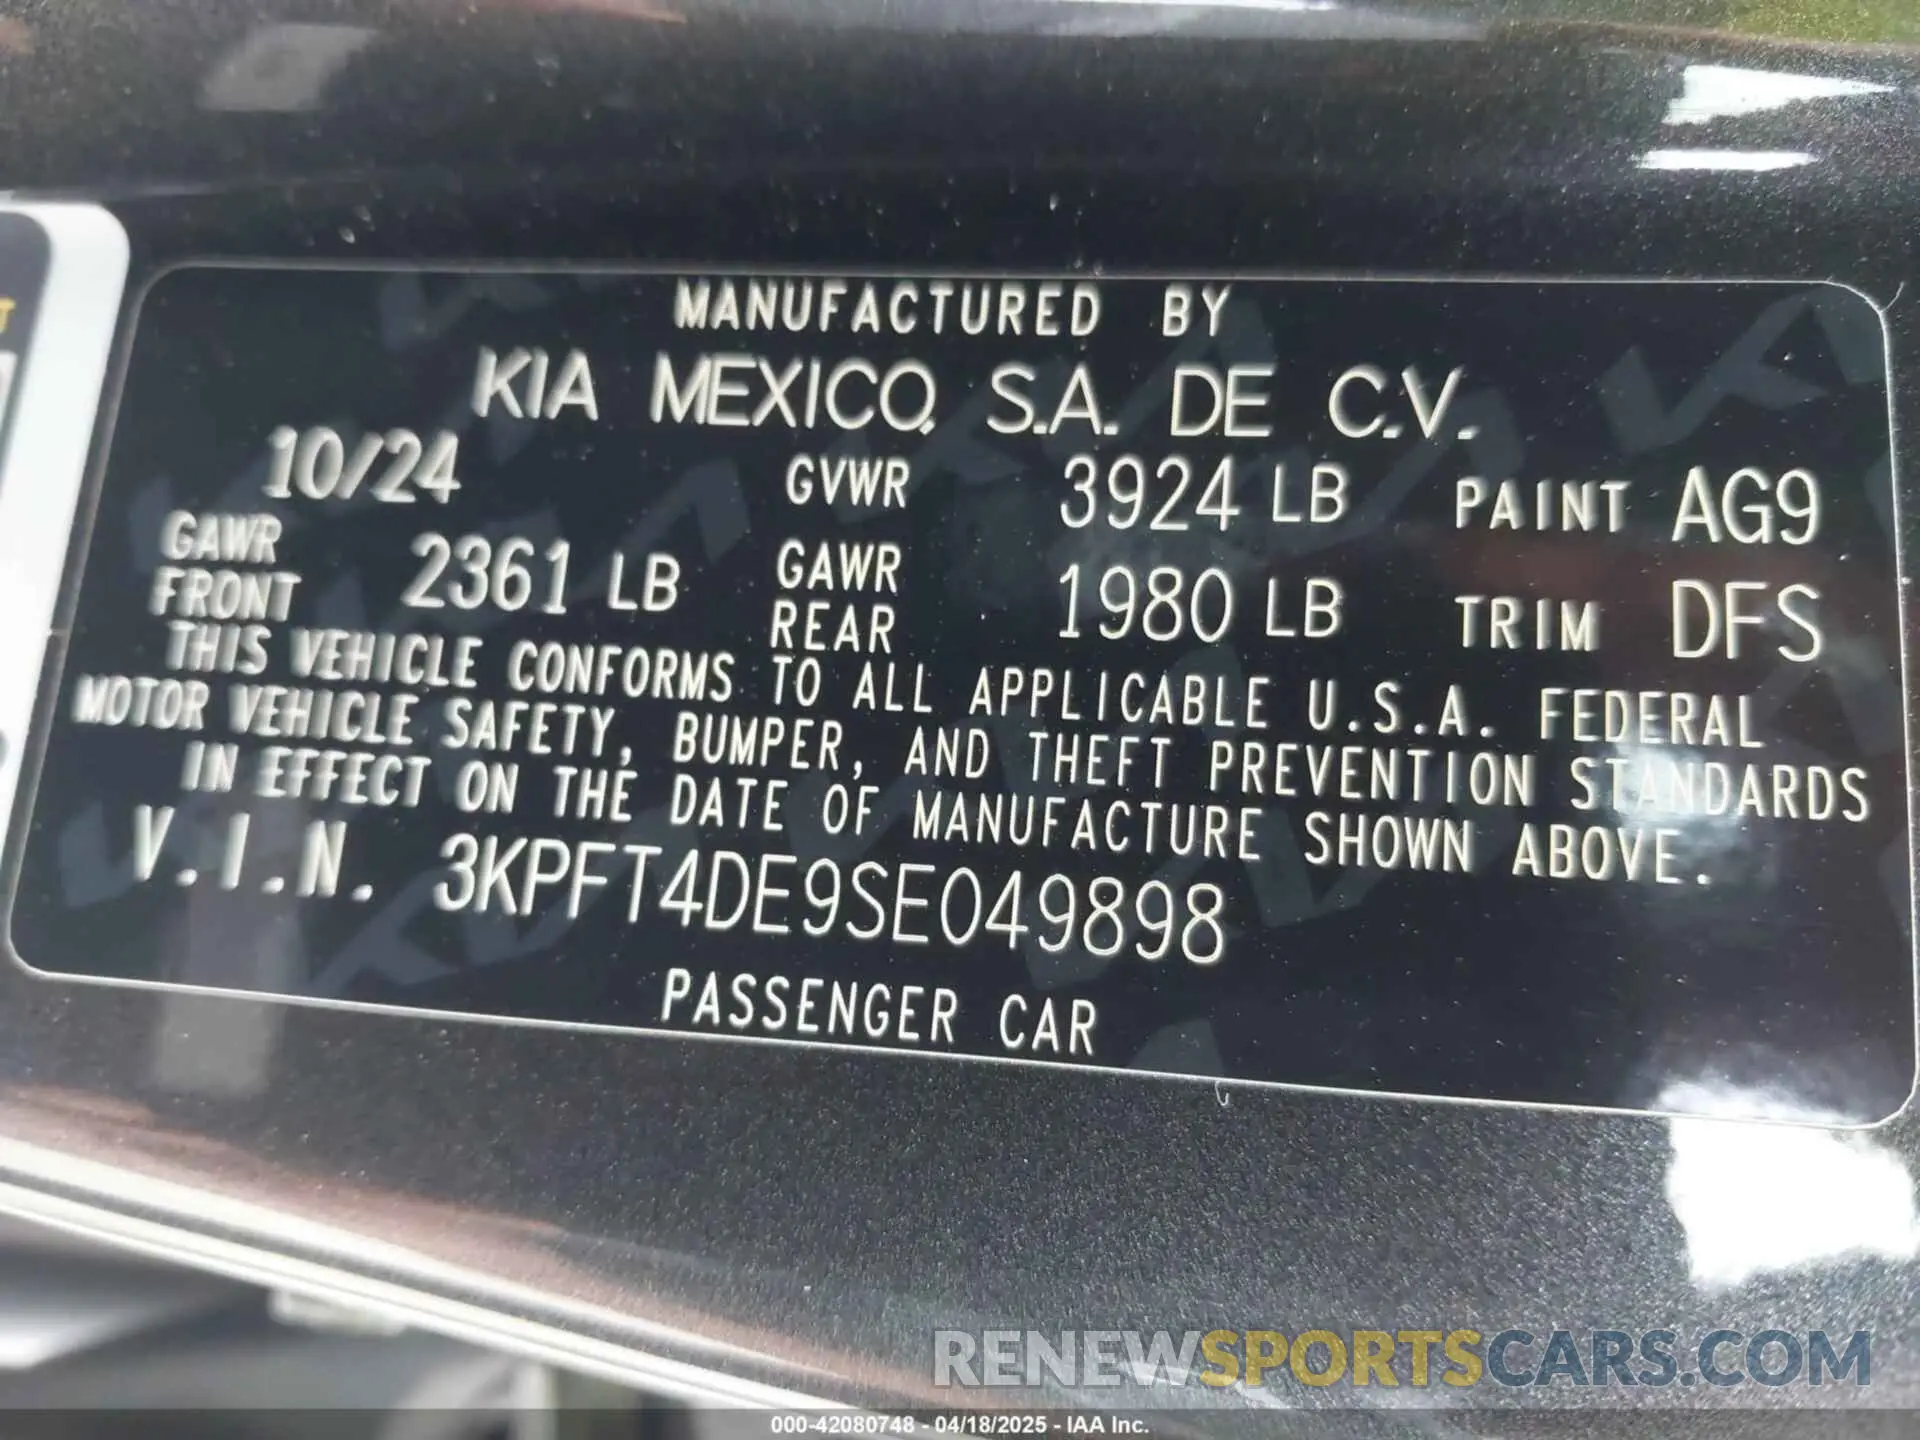 MANUFACTURED BY
KIA MEXICO, S.A. DE C.V.
10/24 GVWR 3924 LB PAINT AG9
GAWR FRONT 2361 LB GAWR REAR 1980 LB TRIM DFS
THIS VEHICLE CONFORMS TO ALL APPLICABLE U.S.A. FEDERAL
MOTOR VEHICLE SAFETY, BUMPER, AND THEFT PREVENTION STANDARDS
IN EFFECT ON THE DATE OF MANUFACTURE SHOWN ABOVE.
V.I.N. 3KPFT4DE9SE049898
PASSENGER CAR
RENEWSPORTSCARS.COM
000-42080748 - 04/18/2025 - IAA Inc.